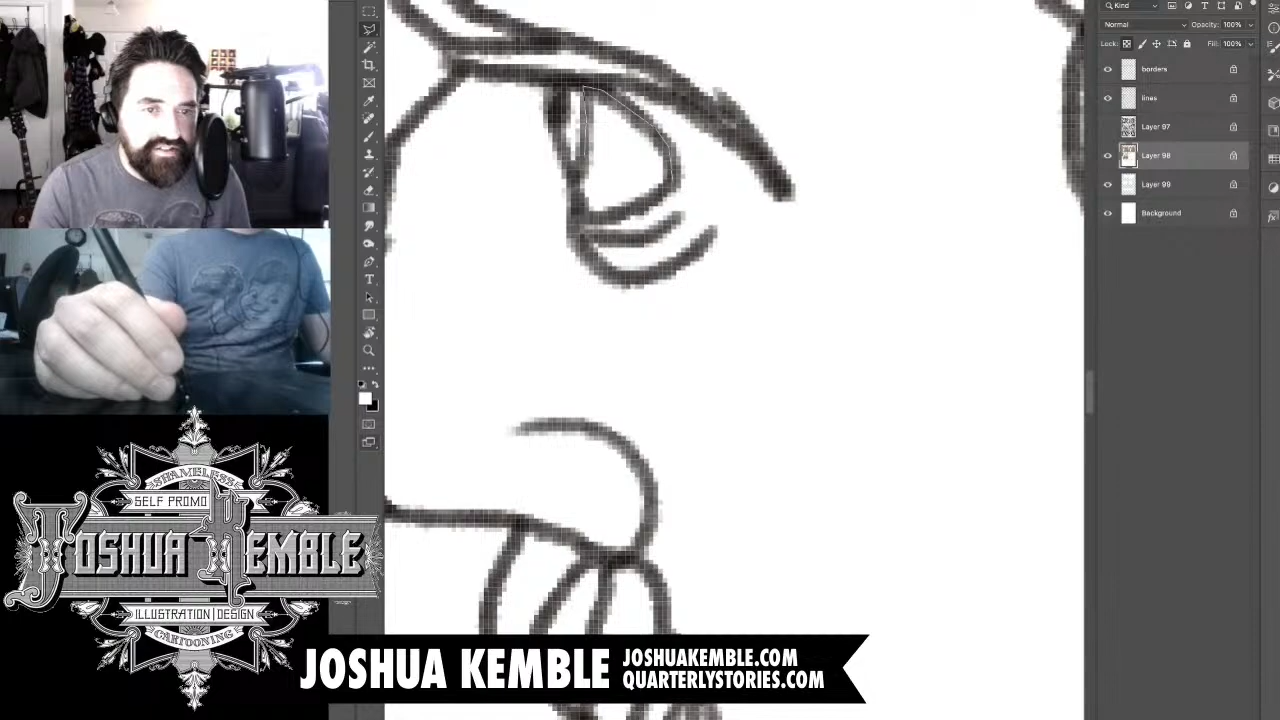 Kind
Normal
Opacity: 100%
Lock:
Fill: 100%
borders
lines
Layer 97
Layer 98
Layer 99
Background
SHAMELESS
SELF PROMO
JOSHUA KEMBLE
ILLUSTRATION|DESIGN
CARTOONING
JOSHUA KEMBLE
JOSHUAKEMBLE.COM
QUARTERLYSTORIES.COM